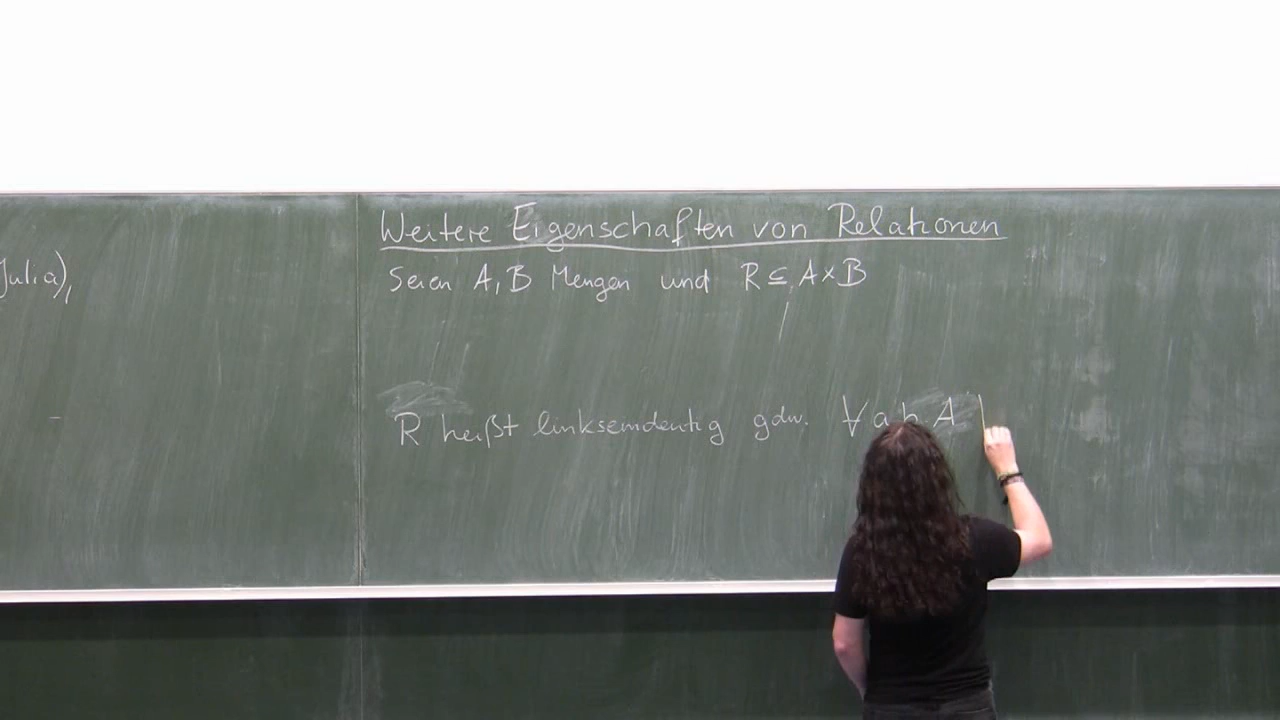 Weitere Eigenschaften von Relationen
Julia),
Seien A, B Mengen und R ⊆ A×B
R heißt linkseindeutig gdw. ∀ a, b A